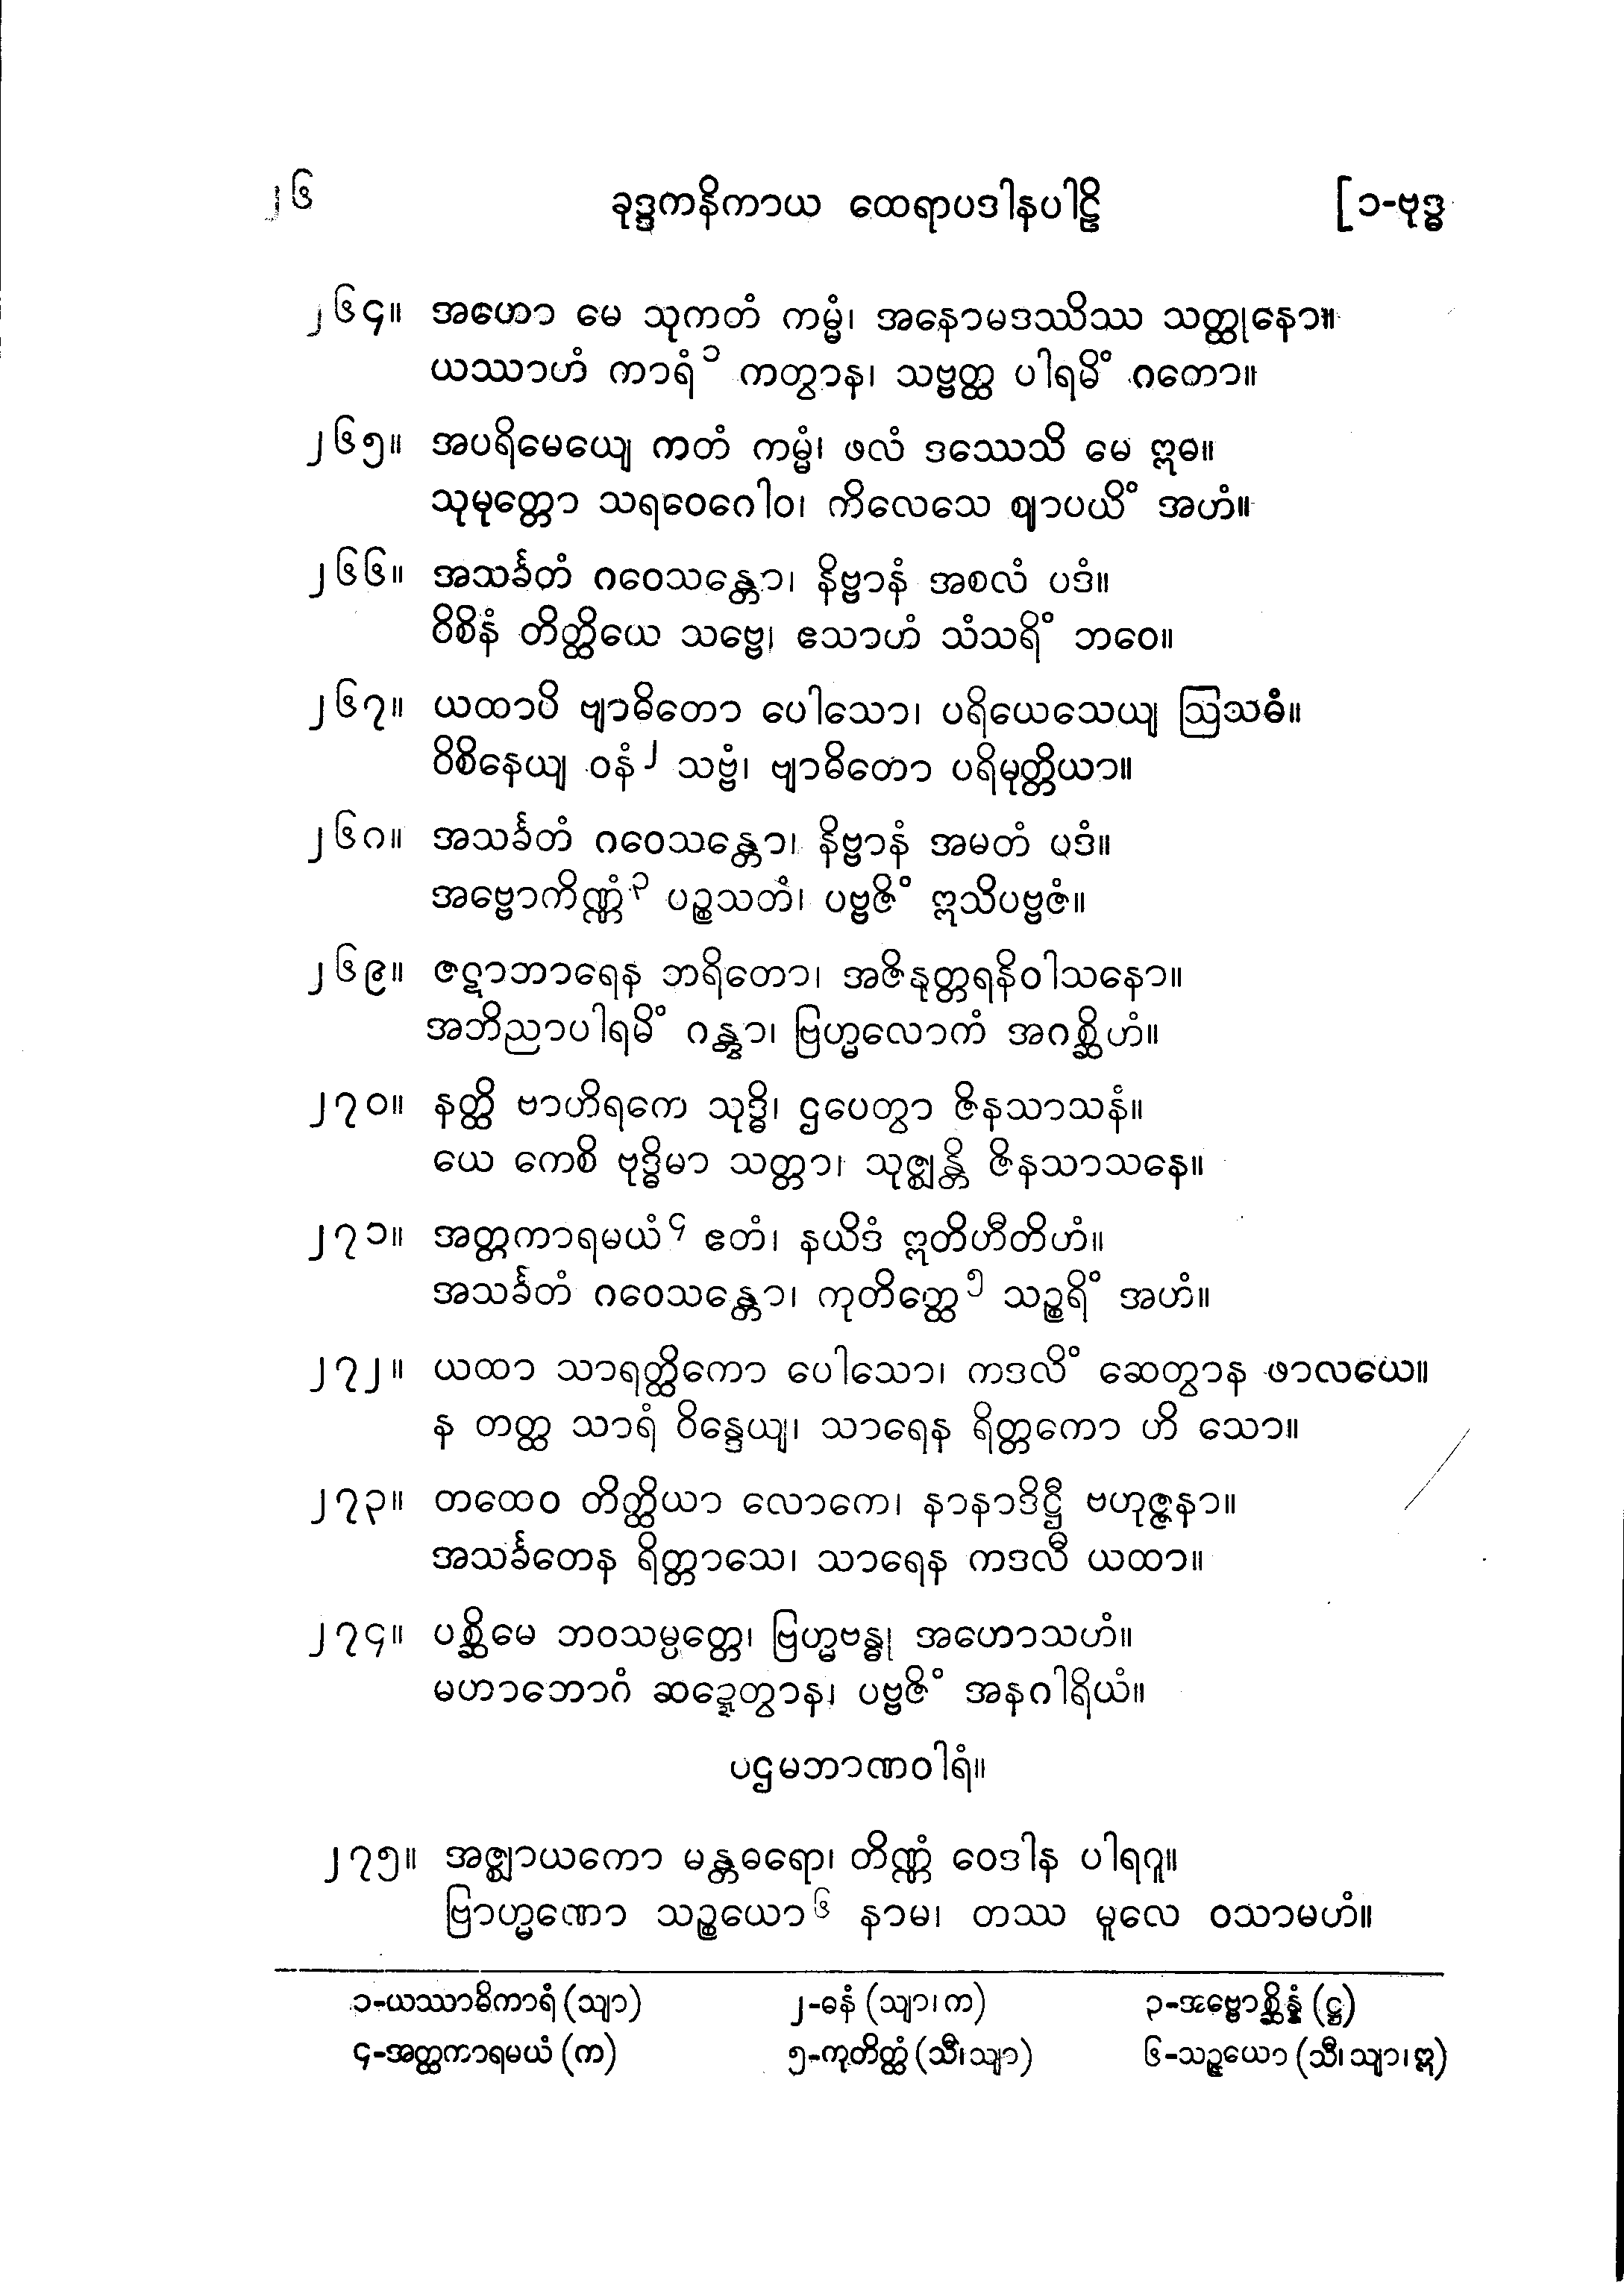 ၂၆ ခုဒ္ဒကနိကာယ ထေရာပဒါနပါဠိ [၁-ဗုဒ္ဓ
၂၆၄။ အဟော မေ သုကတံ ကမ္မံ၊ အနောမဒဿိဿ သတ္ထုနော။
ယဿာဟံ ကာရံ၁ ကတွာန၊ သဗ္ဗတ္ထ ပါရမိံ ဂတော။
၂၆၅။ အပရိမေယျေ ကတံ ကမ္မံ၊ ဖလံ ဒဿေသိ မေ ဣဓ။
သုမုတ္တော သရဝေဂေါဝ၊ ကိလေသေ ဈာပယိံ အဟံ။
၂၆၆။ အသင်္ခတံ ဂဝေသန္တော၊ နိဗ္ဗာနံ အစလံ ပဒံ။
ဝိစိနံ တိတ္ထိယေ သဗ္ဗေ၊ ဧသာဟံ သံသရိံ ဘဝေ။
၂၆၇။ ယထာပိ ဗျာဓိတော ပေါသော၊ ပရိယေသေယျ ဩသဓံ။
ဝိစိနေယျ ဝနံ၂ သဗ္ဗံ၊ ဗျာဓိတော ပရိမုတ္တိယာ။
၂၆၈။ အသင်္ခတံ ဂဝေသန္တော၊ နိဗ္ဗာနံ အမတံ ပဒံ။
အဗ္ဗောကိဏ္ဏံ၃ ပဉ္စသတံ၊ ပဗ္ဗဇိံ ဣသိပဗ္ဗဇံ။
၂၆၉။ ဇဋာဘာရေန ဘရိတော၊ အဇိနုတ္တရနိဝါသနော။
အဘိညာပါရမိံ ဂန္တွာ၊ ဗြဟ္မလောကံ အဂစ္ဆိဟံ။
၂၇၀။ နတ္ထိ ဗာဟိရကေ သုဒ္ဓိ၊ ဌပေတွာ ဇိနသာသနံ။
ယေ ကေစိ ဗုဒ္ဓိမာ သတ္တာ၊ သုဇ္ဈန္တိ ဇိနသာသနေ။
၂၇၁။ အတ္တကာရမယံ၄ ဧတံ၊ နယိဒံ ဣတိဟီတိဟံ။
အသင်္ခတံ ဂဝေသန္တော၊ ကုတိတ္ထေ၅ သဉ္စရိံ အဟံ။
၂၇၂။ ယထာ သာရတ္ထိကော ပေါသော၊ ကဒလိံ ဆေတွာန ဖာလယေ။
န တတ္ထ သာရံ ဝိန္ဒေယျ၊ သာရေန ရိတ္တကော ဟိ သော။
၂၇၃။ တထေဝ တိတ္ထိယာ လောကေ၊ နာနာဒိဋ္ဌီ ဗဟုဇ္ဇနာ။
အသင်္ခတေန ရိတ္တာသေ၊ သာရေန ကဒလီ ယထာ။
၂၇၄။ ပစ္ဆိမေ ဘဝသမ္ပတ္တေ၊ ဗြဟ္မဗန္ဓု အဟောသဟံ။
မဟာဘောဂံ ဆဍ္ဍေတွာန၊ ပဗ္ဗဇိံ အနဂါရိယံ။
ပဌမဘာဏဝါရံ။
၂၇၅။ အဇ္ဈာယကော မန္တဓရော၊ တိဏ္ဏံ ဝေဒါန ပါရဂူ။
ဗြာဟ္မဏော သဉ္စယော၆ နာမ၊ တဿ မူလေ ဝသာမဟံ။
၁-ယဿာဓိကာရံ (သျာ) ၂-ဓနံ (သျာ၊ က) ၃-အဗ္ဗောစ္ဆိန္နံ (ဋ္ဌ)
၄-အတ္ထကာရမယံ (က) ၅-ကုတိတ္ထံ (သီ၊ သျာ) ၆-သဉ္ဇယော (သီ၊ သျာ၊ ဣ)